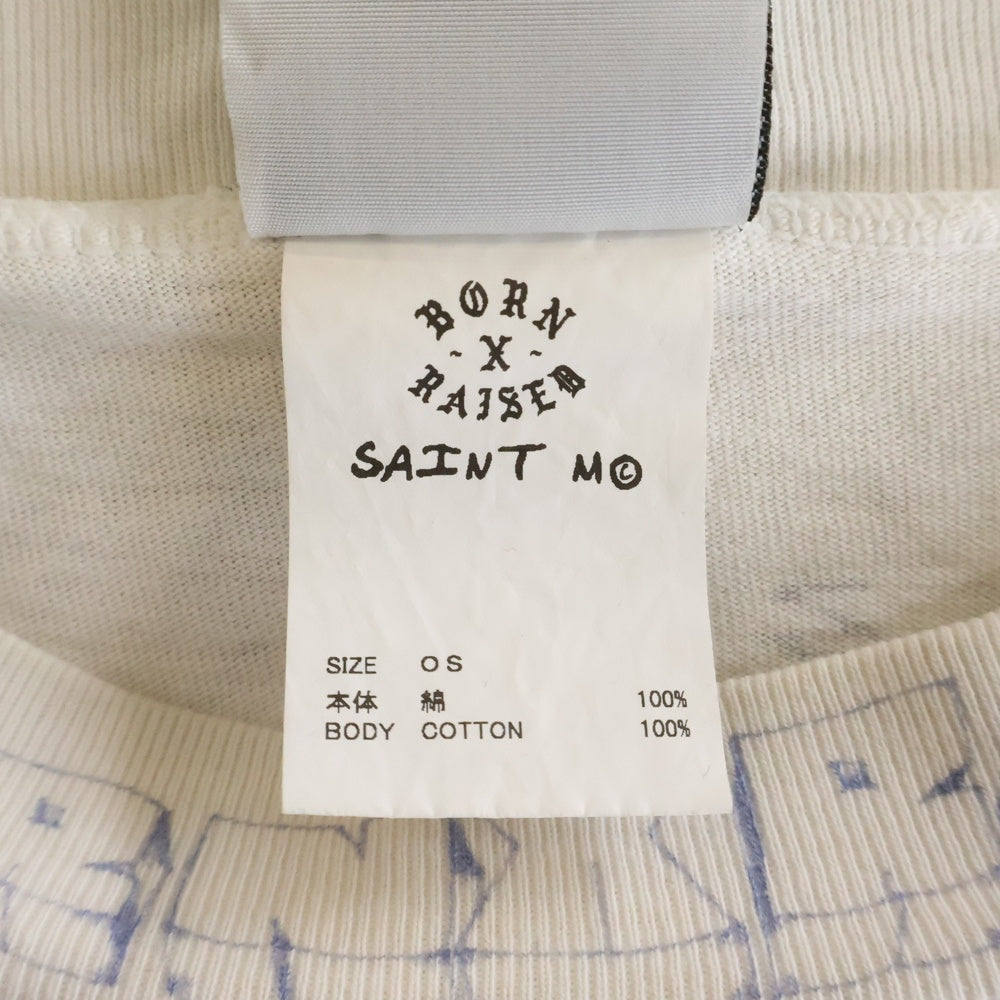 BORN
- X -
RAISED
SAINT M©
SIZE OS
本体 綿 100%
BODY COTTON 100%